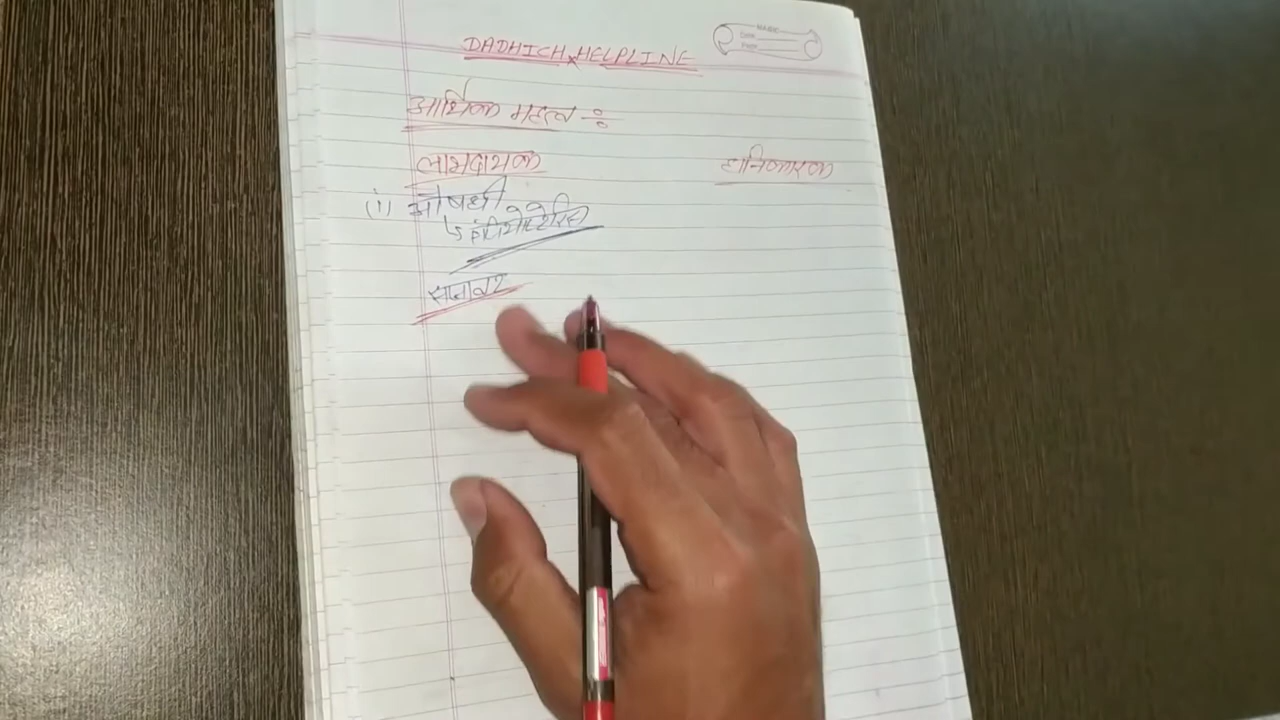 DADHICH HELPLINE
आर्थिक महत्व ÷
लाभदायक
हानिकारक
(i) औषधी
सजावट